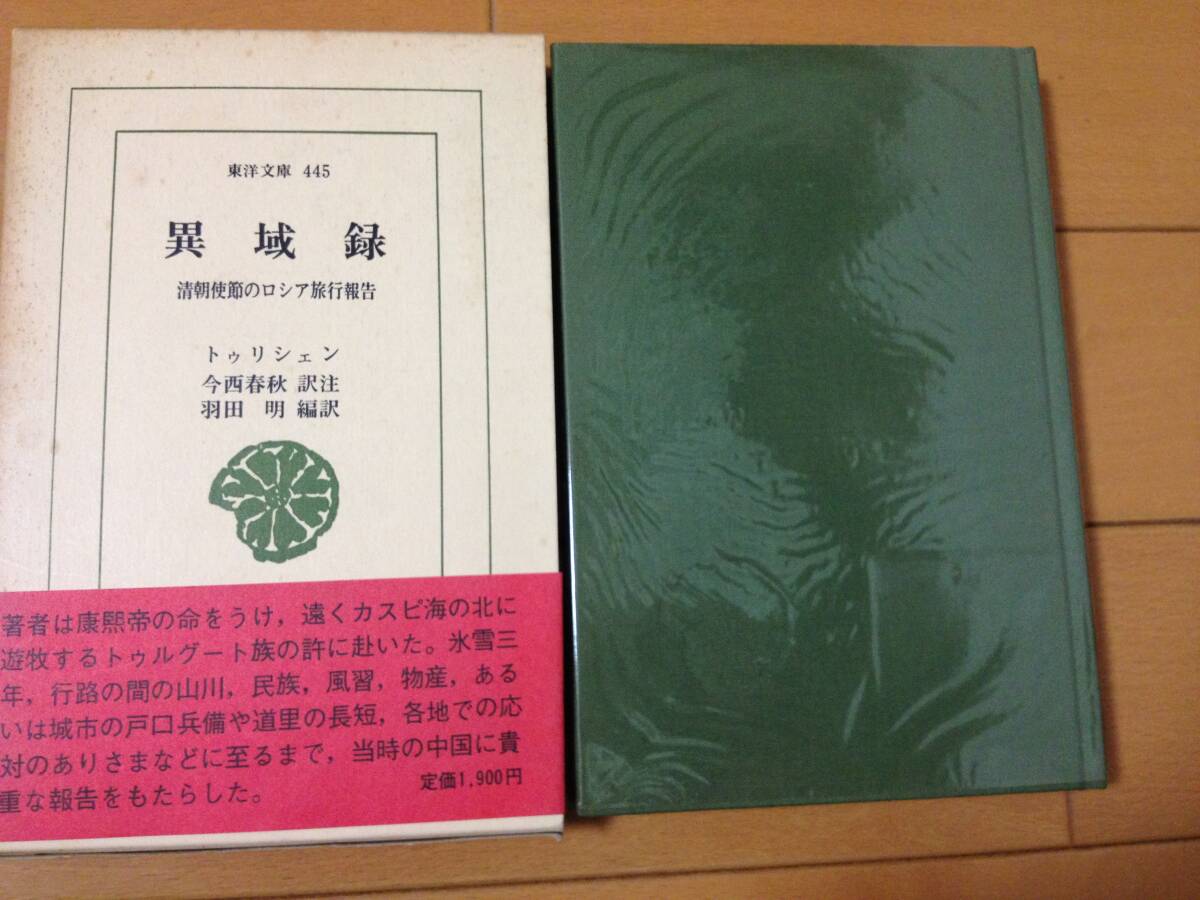 東洋文庫 445
異域録
清朝使節のロシア旅行報告
トゥリシェン
今西春秋 訳注
羽田 明 編訳
著者は康熙帝の命をうけ，遠くカスピ海の北に
遊牧するトゥルグート族の許に赴いた。氷雪三
年，行路の間の山川，民族，風習，物産，ある
いは城市の戸口兵備や道里の長短，各地での応
対のありさまなどに至るまで，当時の中国に貴
重な報告をもたらした。
定価1,900円